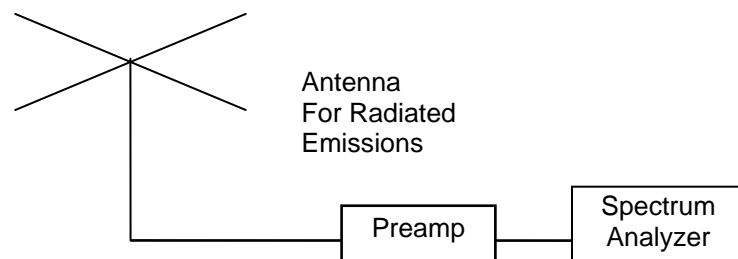 Antenna
For Radiated
Emissions
Preamp
Spectrum
Analyzer